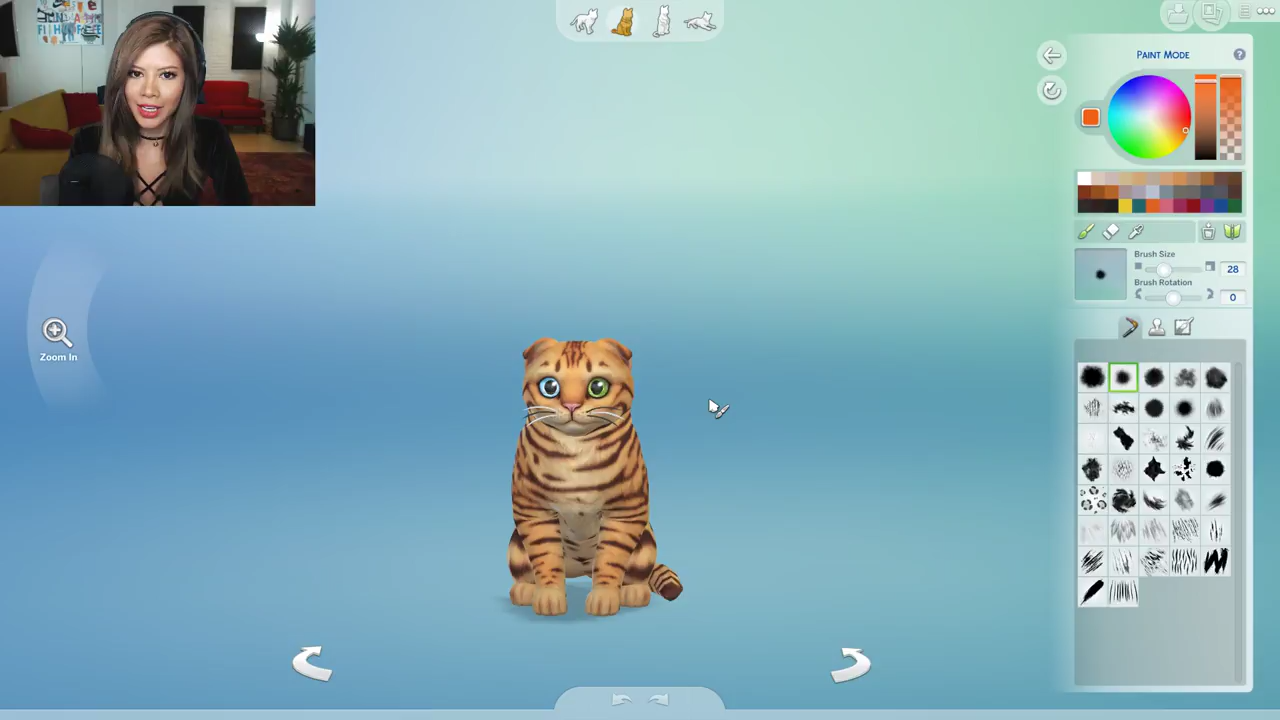 PAINT MODE
?
Brush Size
28
Brush Rotation
0
Zoom In